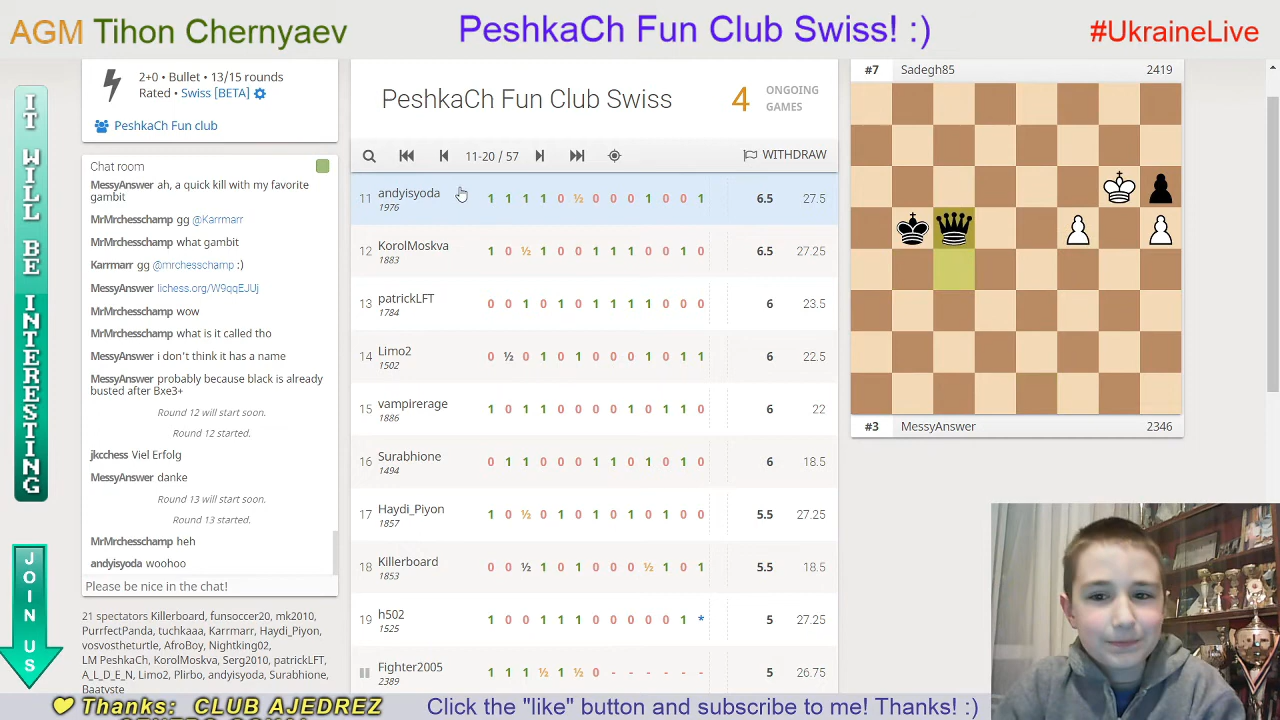 AGM Tihon Chernyaev
PeshkaCh Fun Club Swiss! :)
#UkraineLive
IT WILL BE INTERESTING
JOIN US
2+0 • Bullet • 13/15 rounds
Rated • Swiss [BETA]
PeshkaCh Fun club
Chat room
MessyAnswer ah, a quick kill with my favorite
gambit
MrMrchesschamp gg @Karrmarr
MrMrchesschamp what gambit
Karrmarr gg @mrchesschamp :)
MessyAnswer lichess.org/W9qqEJUj
MrMrchesschamp wow
MrMrchesschamp what is it called tho
MessyAnswer i don't think it has a name
MessyAnswer probably because black is already
busted after Bxe3+
Round 12 will start soon.
Round 12 started.
jkcchess Viel Erfolg
MessyAnswer danke
Round 13 will start soon.
Round 13 started.
MrMrchesschamp heh
andyisyoda woohoo
Please be nice in the chat!
21 spectators Killerboard, funsoccer20, mk2010,
PurrfectPanda, tuchkaaa, Karrmarr, Haydi_Piyon,
vosvostheturtle, AfroBoy, Nightking02,
LM PeshkaCh, KorolMoskva, Serg2010, patrickLFT,
A_L_D_E_N, Limo2, Plirbo, andyisyoda, Surabhione,
Baatyste
PeshkaCh Fun Club Swiss
4 ONGOING
GAMES
11-20 / 57
WITHDRAW
11 andyisyoda 1 1 1 1 0 ½ 0 0 0 1 0 0 1 6.5 27.5
1976
12 KorolMoskva 1 0 ½ 1 0 0 1 1 1 0 0 1 0 6.5 27.25
1883
13 patrickLFT 0 0 1 0 1 0 1 1 1 1 0 0 0 6 23.5
1784
14 Limo2 0 ½ 0 1 0 1 0 0 0 1 0 1 1 6 22.5
1502
15 vampirerage 1 0 1 1 0 0 0 0 1 0 1 1 0 6 22
1886
16 Surabhione 0 1 1 0 0 0 1 1 0 1 0 1 0 6 18.5
1494
17 Haydi_Piyon 1 0 ½ 0 1 0 1 0 1 0 1 0 0 5.5 27.25
1857
18 Killerboard 0 0 ½ 1 0 1 0 0 0 ½ 1 0 1 5.5 18.5
1853
19 h502 1 0 0 1 1 1 0 0 0 0 0 1 * 5 27.25
1525
Fighter2005 1 1 1 ½ 1 ½ 0 - - - - - - 5 26.75
2389
#7 Sadegh85 2419
#3 MessyAnswer 2346
Thanks: CLUB AJEDREZ
Click the "like" button and subscribe to me! Thanks! :)